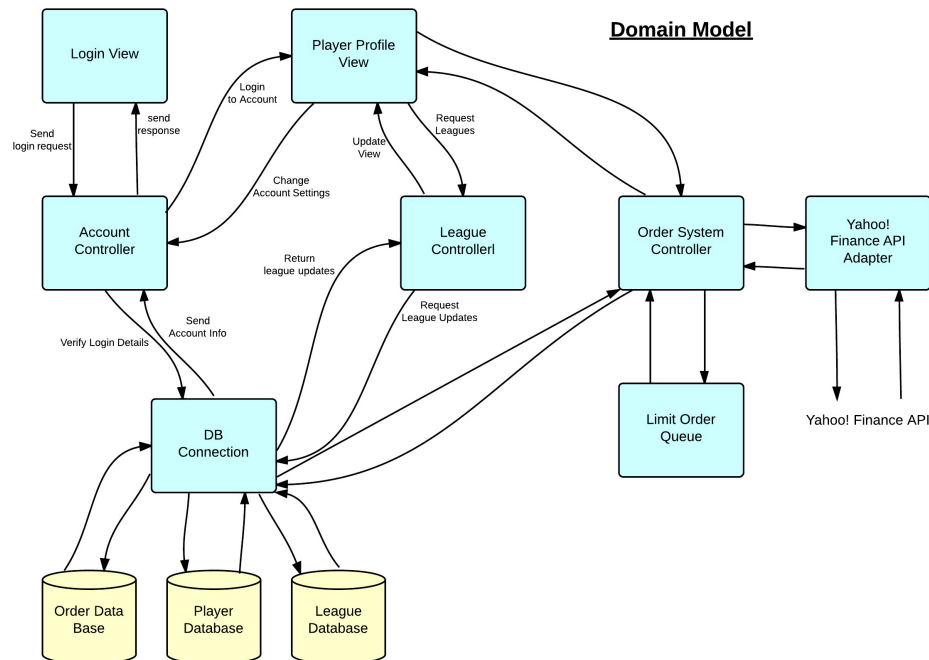 Domain Model
Login View
Player Profile
View
Login
to Account
send
response
Send
login request
Request
Leagues
Update
View
Change
Account Settings
Account
Controller
League
Controllerl
Order System
Controller
Yahoo!
Finance API
Adapter
Return
league updates
Request
League Updates
Send
Account Info
Verify Login Details
Limit Order
Queue
Yahoo! Finance API
DB
Connection
Order Data
Base
Player
Database
League
Database